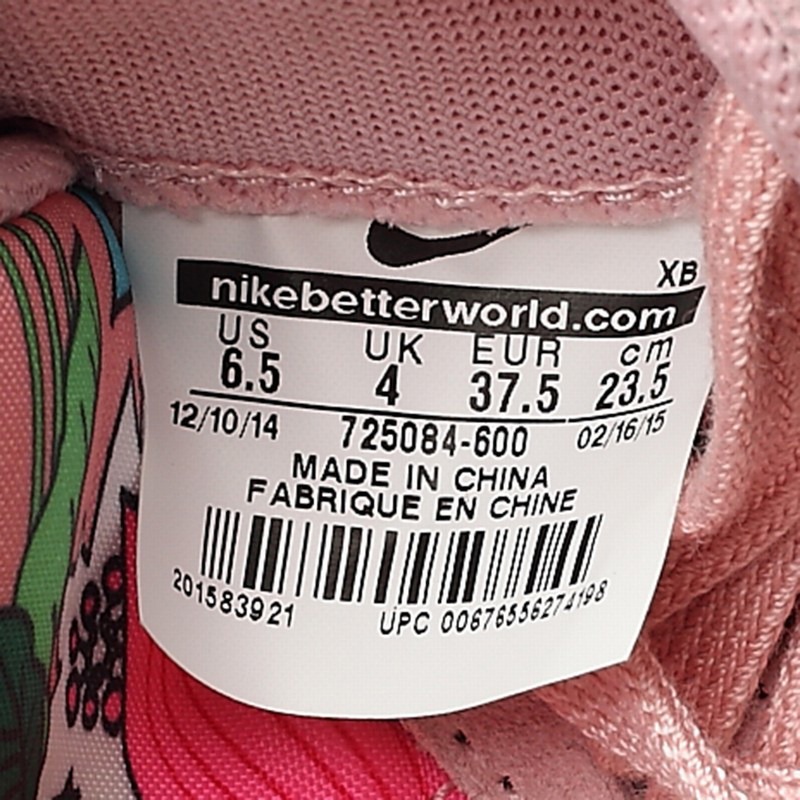 XB
nikebetterworld.com
US UK EUR cm
6.5 4 37.5 23.5
12/10/14 725084-600 02/16/15
MADE IN CHINA
FABRIQUE EN CHINE
201583921 UPC 00676556274198